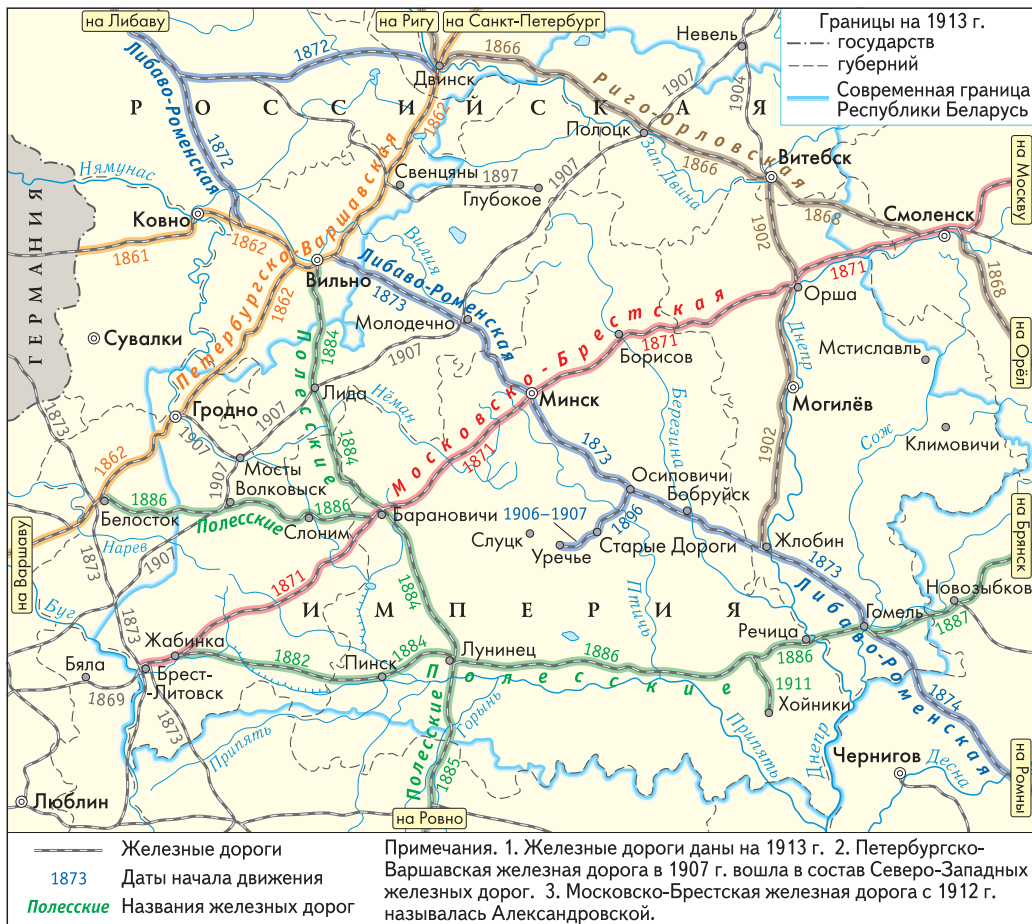 на Либаву
на Ригу
на Санкт-Петербург
Невель
Границы на 1913 г.
государств
губерний
Современная граница
Республики Беларусь
Либаво-Роменская
1872
1866
Двинск
1907
1904
РОССИЙСКАЯ
Риго-Орловская
Полоцк
1862
1872
Зап. Двина
1866
Витебск
на Москву
Нямунас
Свенцяны
1897
Глубокое
1907
1868
Смоленск
ГЕРМАНИЯ
Ковно
1862
1861
Петербургско-Варшавская
Вилия
1902
1871
Вильно
1862
Либаво-Роменская
1873
Орша
1868
Сувалки
Полесские
1884
Молодечно
1907
Московско-Брестская
Борисов
1871
Днепр
Мстиславль
на Орёл
Лида
Нёман
Минск
Могилёв
Гродно
1907
1907
1873
Березина
Сож
Климовичи
1873
1884
1871
1873
1902
1862
Мосты
1907
Волковыск
Осиповичи
Бобруйск
1886
1886
Белосток
Полесские
Слоним
Барановичи
1906–1907
1896
Слуцк
Уречье
Старые Дороги
Жлобин
на Варшаву
Нарев
1907
1873
1871
1873
на Брянск
Буг
1873
ИМПЕРИЯ
1884
Птичь
Либаво-Роменская
Новозыбков
Гомель
1887
Жабинка
Речица
1886
Бяла
Брест-
Литовск
1882
Пинск
1884
Лунинец
1886
Полесские
1911
Хойники
1869
1873
Полесские
Горынь
1874
Припять
Припять
Днепр
Чернигов
Десна
1885
Люблин
на Ровно
на Ромны
Железные дороги
1873 Даты начала движения
Полесские Названия железных дорог
Примечания. 1. Железные дороги даны на 1913 г. 2. Петербургско-
Варшавская железная дорога в 1907 г. вошла в состав Северо-Западных
железных дорог. 3. Московско-Брестская железная дорога с 1912 г.
называлась Александровской.